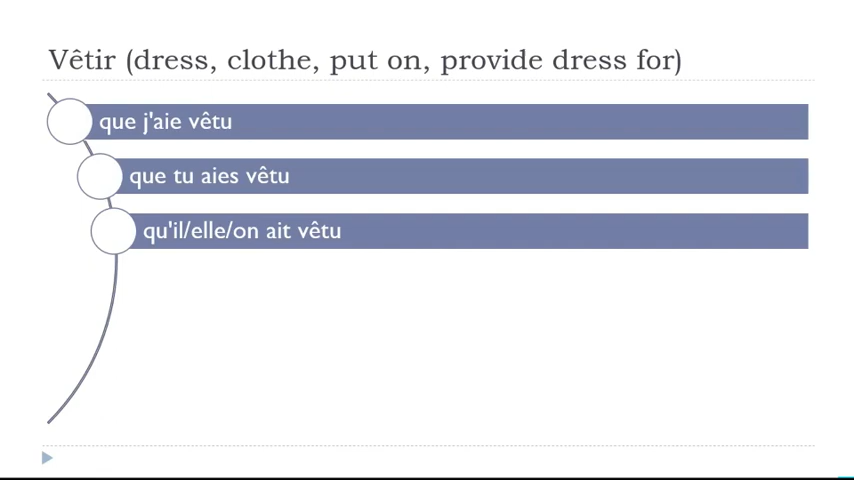 Vêtir (dress, clothe, put on, provide dress for)
que j'aie vêtu
que tu aies vêtu
qu'il/elle/on ait vêtu